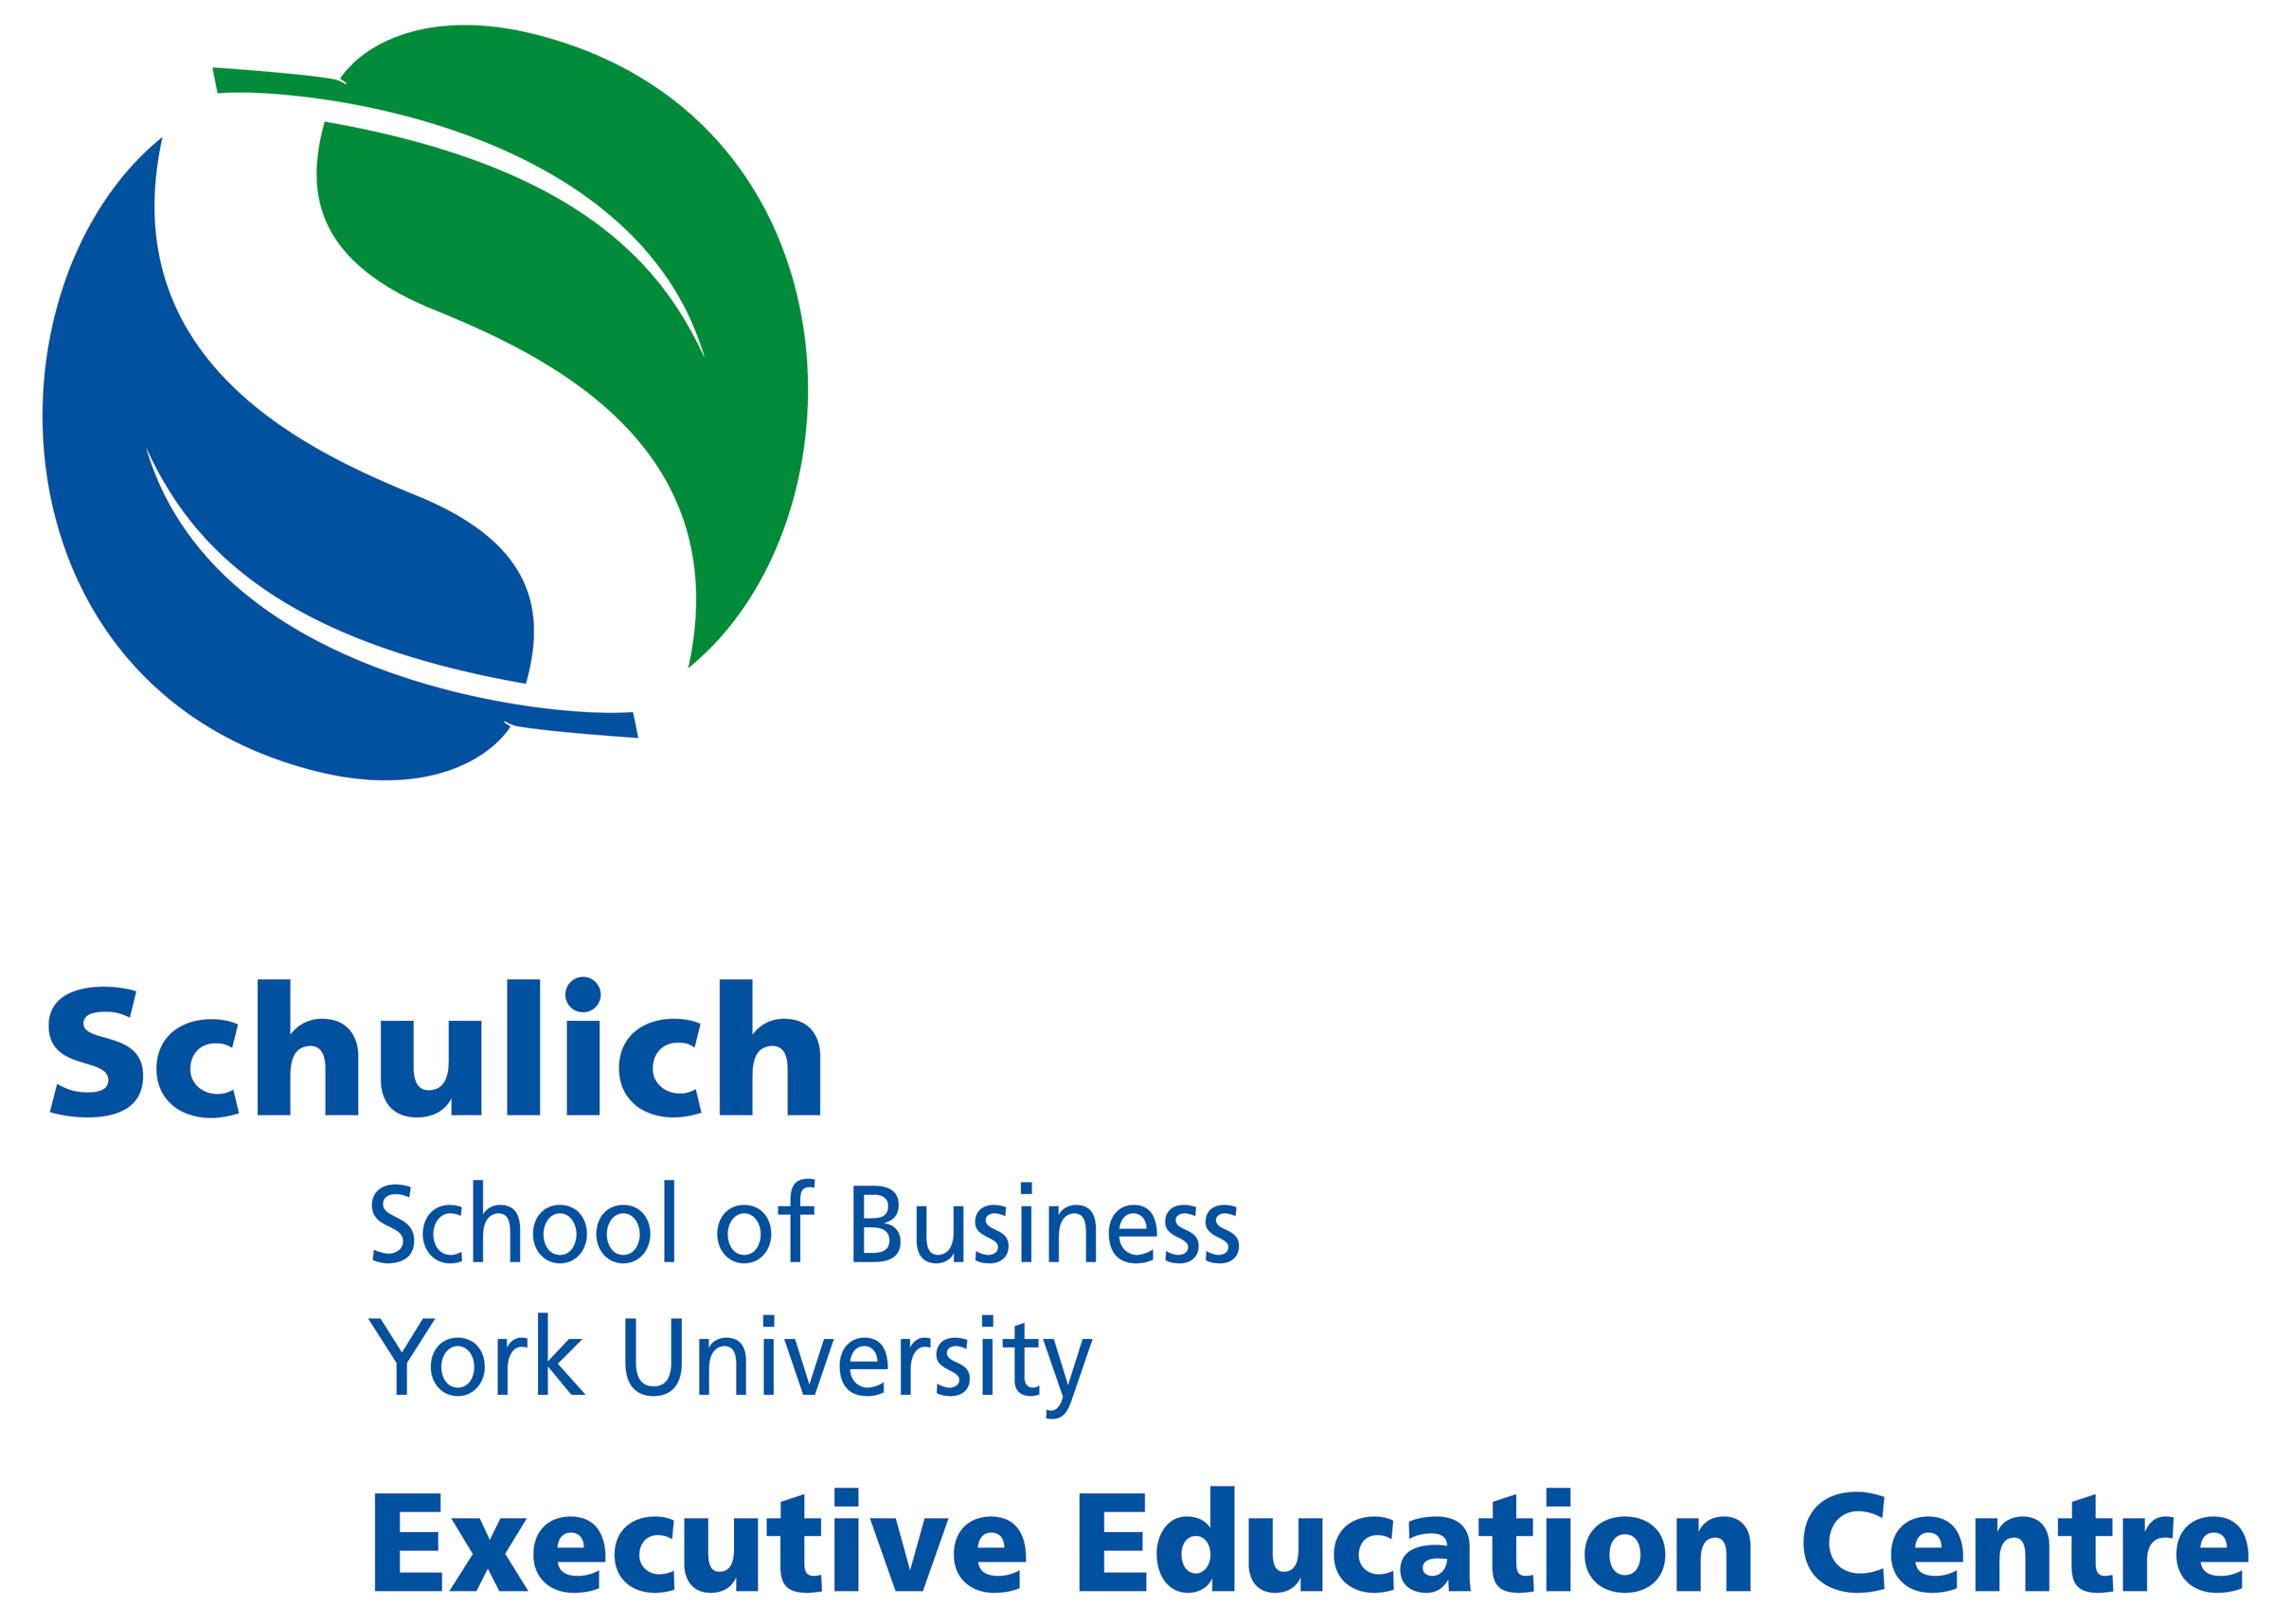 Schulich
School of Business
York University
Executive Education Centre